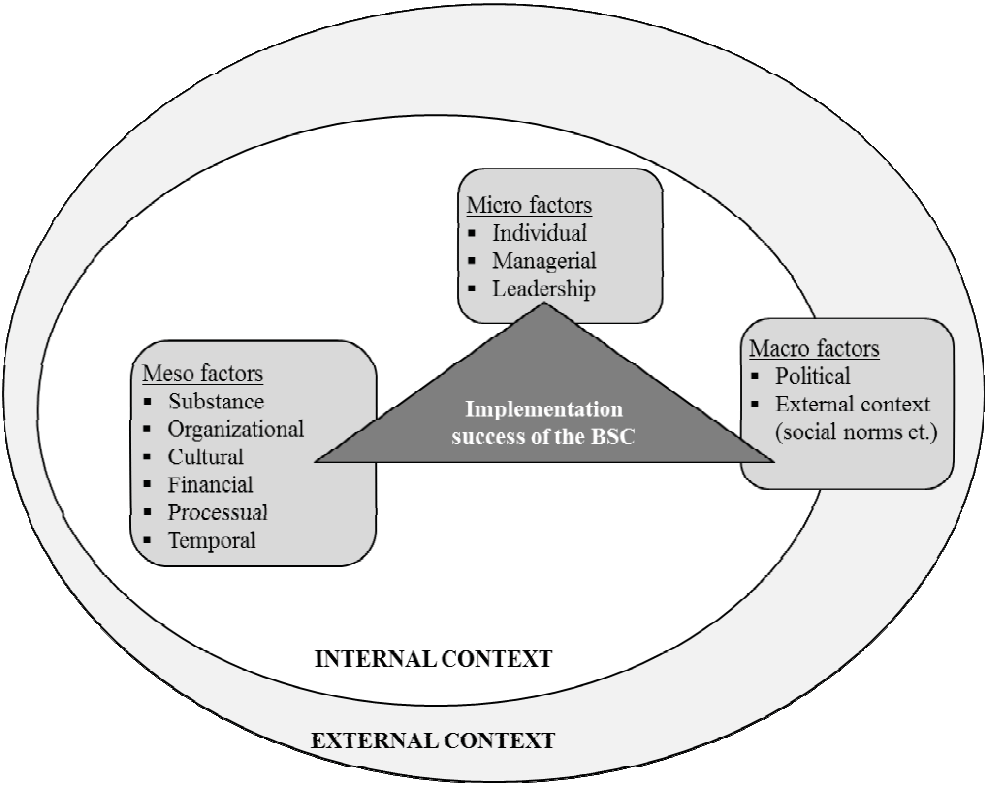 Micro factors
▪ Individual
▪ Managerial
▪ Leadership
Macro factors
▪ Political
▪ External context
(social norms ct.)
Meso factors
▪ Substance
▪ Organizational
▪ Cultural
▪ Financial
▪ Processual
▪ Temporal
Implementation
success of the BSC
INTERNAL CONTEXT
EXTERNAL CONTEXT